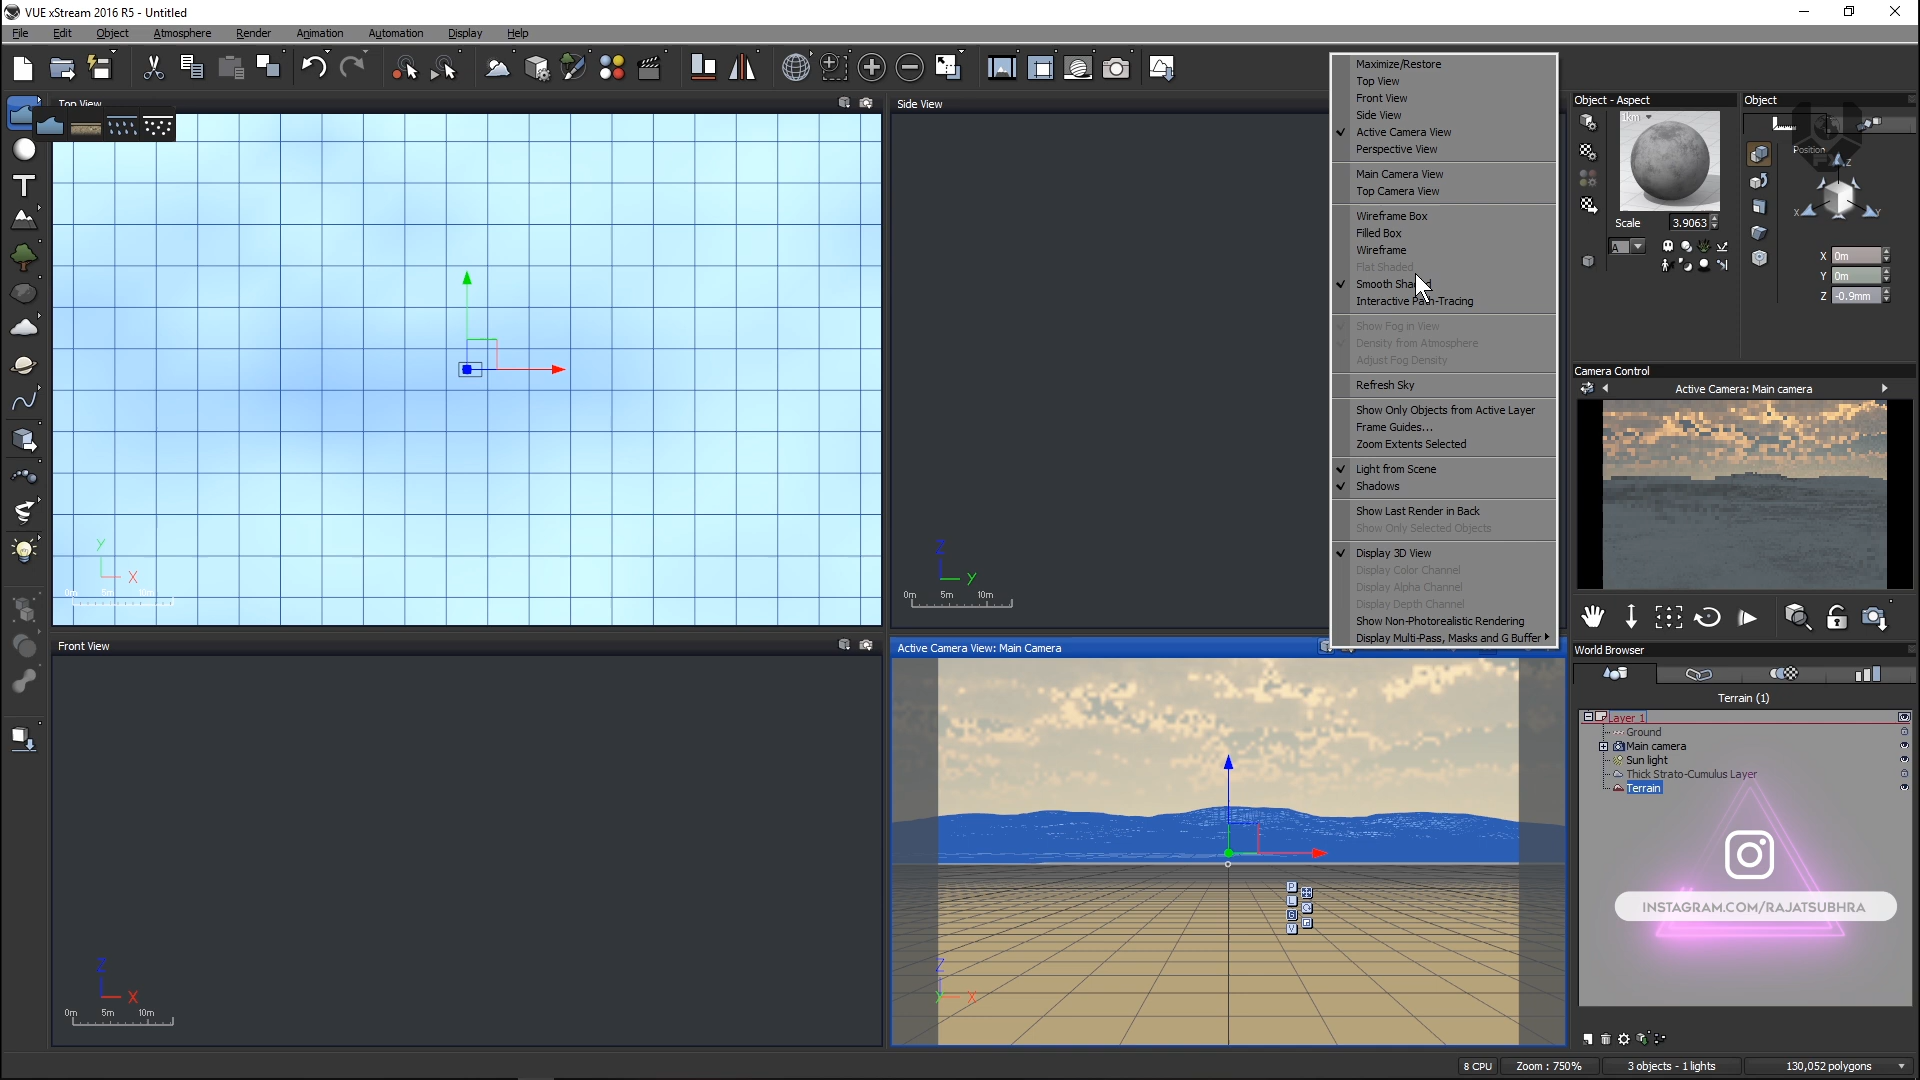 VUE xStream 2016 R5 - Untitled
File Edit Object Atmosphere Render Animation Automation Display Help
Top View
Side View
Maximize/Restore
Top View
Front View
Side View
Active Camera View
Perspective View
Main Camera View
Top Camera View
Wireframe Box
Filled Box
Wireframe
Flat Shaded
Smooth
Interactive Path-Tracing
Show Fog in View
Density from Atmosphere
Adjust Fog Density
Refresh Sky
Show Only Objects from Active Layer
Frame Guides...
Zoom Extents Selected
Light from Scene
Shadows
Show Last Render in Back
Show Only Selected Objects
Display 3D View
Display Color Channel
Display Alpha Channel
Display Depth Channel
Show Non-Photorealistic Rendering
Display Multi-Pass, Masks and G Buffer
Object - Aspect
1km
Scale 3.9063
A
Object
Position
Z
X Y
X 0m
Y 0m
Z -0.9mm
Camera Control
Active Camera: Main camera
World Browser
Terrain (1)
Layer 1
Ground
Main camera
Sun light
Thick Strato-Cumulus Layer
Terrain
INSTAGRAM.COM/RAJATSUBHRA
Y
X
0m 5m 10m
Z
Y
0m 5m 10m
Front View
Z
X
0m 5m 10m
Active Camera View: Main Camera
P
L
G
V
Z
Y X
8 CPU
Zoom : 750%
3 objects - 1 lights
130,052 polygons